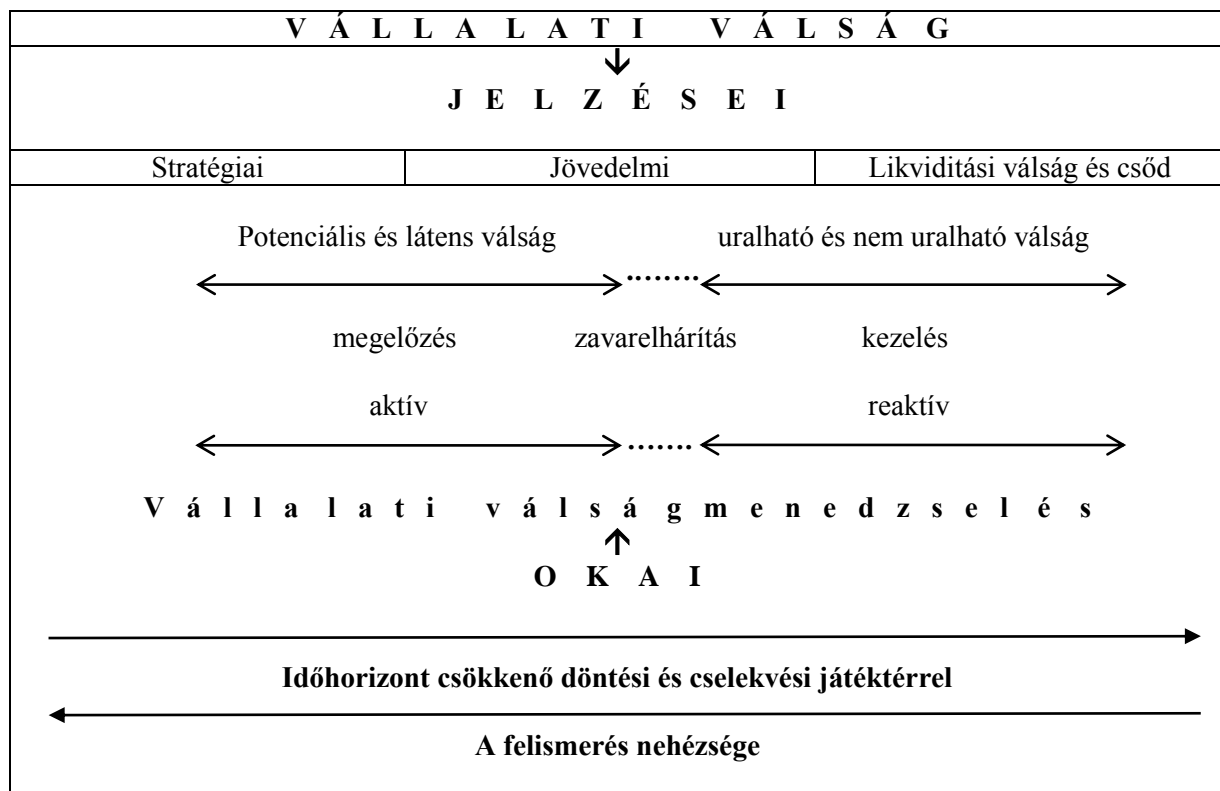 V Á L L A L A T I V Á L S Á G
J E L Z É S E I
Stratégiai Jövedelmi Likviditási válság és csőd
Potenciális és látens válság uralható és nem uralható válság
megelőzés zavarelhárítás kezelés
aktív reaktív
V á l l a l a t i v á l s á g m e n e d z s e l é s
O K A I
Időhorizont csökkenő döntési és cselekvési játéktérrel
A felismerés nehézsége